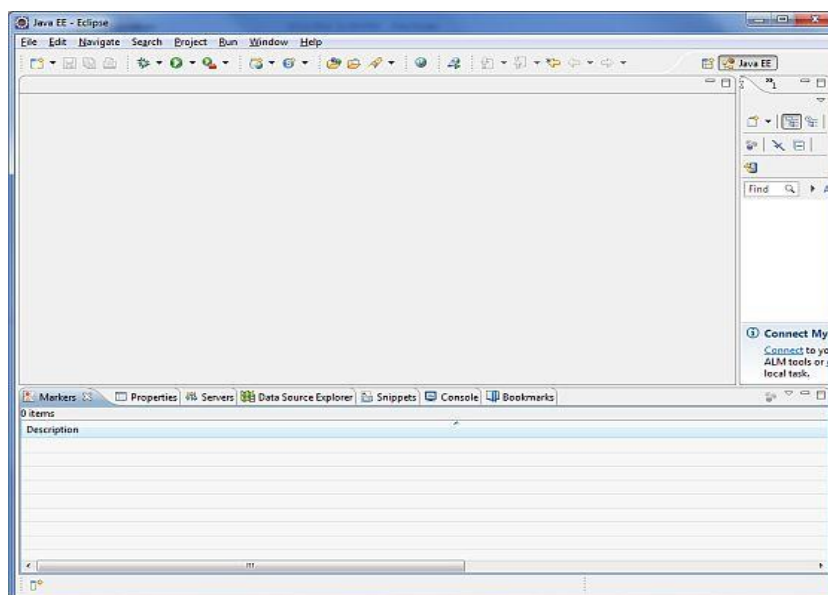 Java EE - Eclipse
File Edit Navigate Search Project Run Window Help
Java EE
Find
Connect My
Connect to yo
ALM tools or
local task.
Markers Properties Servers Data Source Explorer Snippets Console Bookmarks
0 items
Description